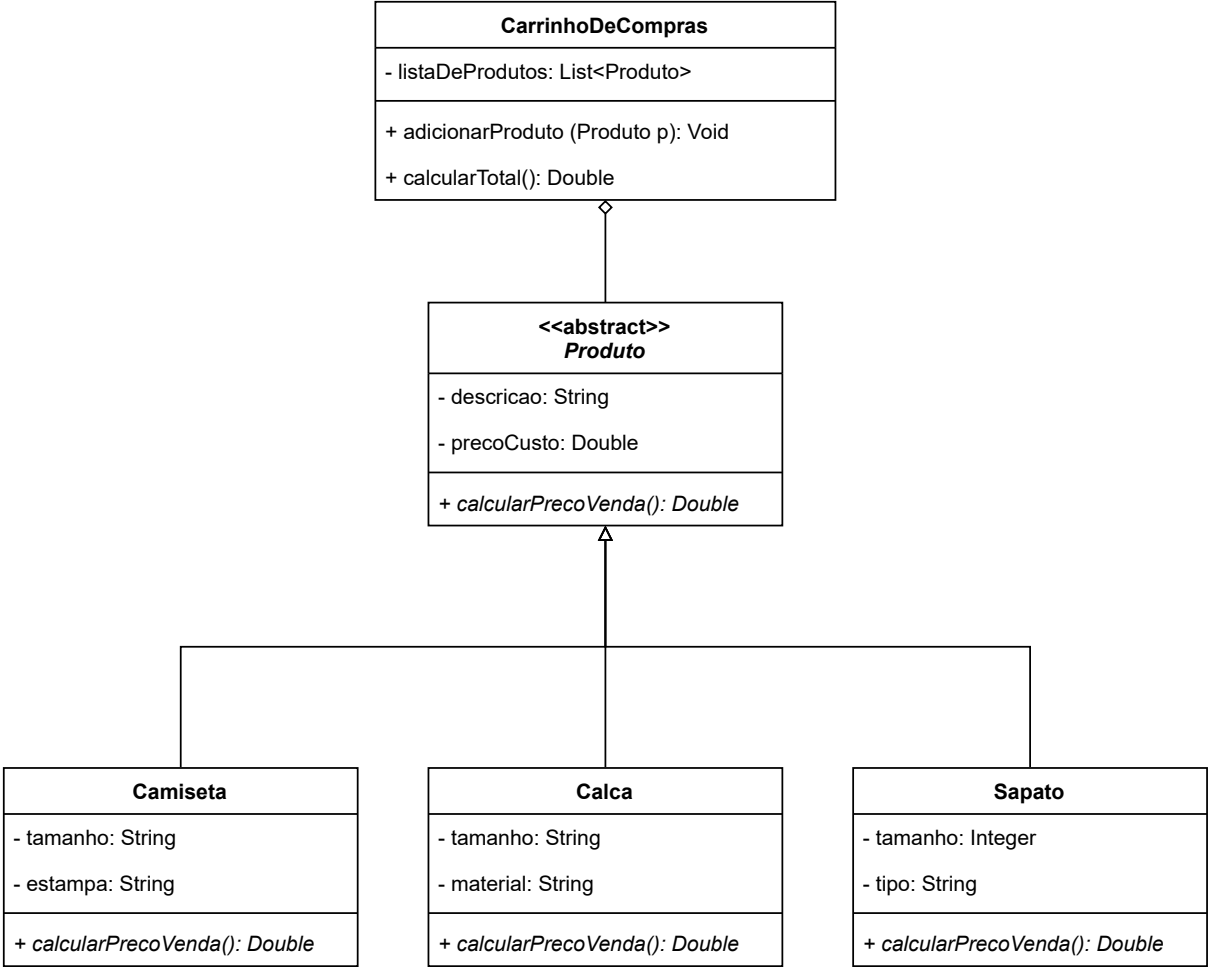 CarrinhoDeCompras
- listaDeProdutos: List<Produto>
+ adicionarProduto (Produto p): Void
+ calcularTotal(): Double
<<abstract>>
Produto
- descricao: String
- precoCusto: Double
+ calcularPrecoVenda(): Double
Camiseta
- tamanho: String
- estampa: String
+ calcularPrecoVenda(): Double
Calca
- tamanho: String
- material: String
+ calcularPrecoVenda(): Double
Sapato
- tamanho: Integer
- tipo: String
+ calcularPrecoVenda(): Double